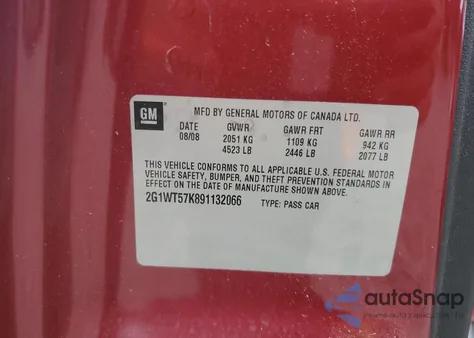 GM
MFD BY GENERAL MOTORS OF CANADA LTD.
DATE GVWR GAWR FRT GAWR RR
08/08 2051 KG 1109 KG 942 KG
4523 LB 2446 LB 2077 LB
THIS VEHICLE CONFORMS TO ALL APPLICABLE U.S. FEDERAL MOTOR
VEHICLE SAFETY, BUMPER, AND THEFT PREVENTION STANDARDS IN
EFFECT ON THE DATE OF MANUFACTURE SHOWN ABOVE.
2G1WT57K891132066 TYPE: PASS CAR
autoSnap